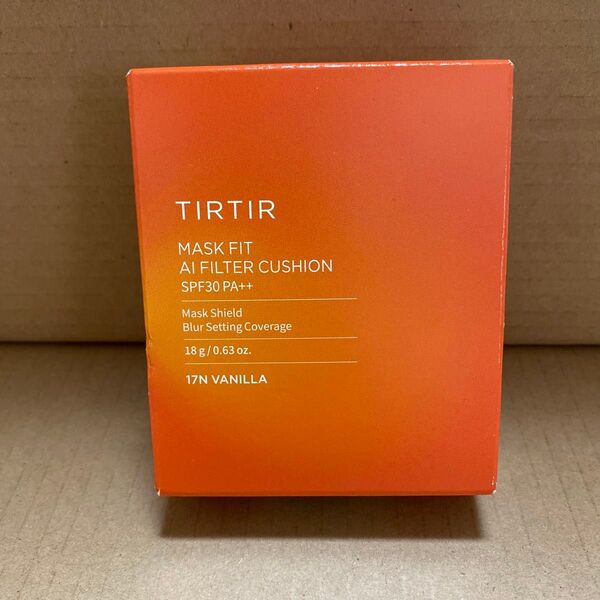 TIRTIR
MASK FIT
AI FILTER CUSHION
SPF30 PA++
Mask Shield
Blur Setting Coverage
18 g / 0.63 oz.
17N VANILLA